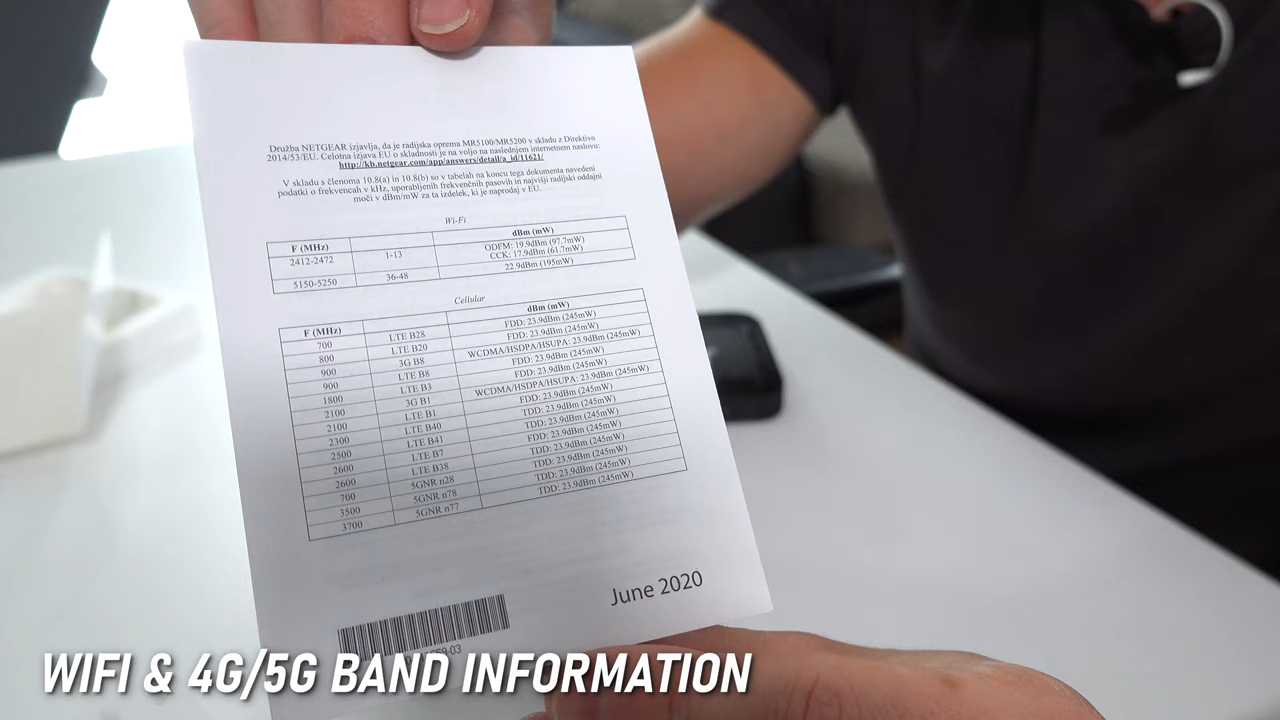 Družba NETGEAR izjavlja, da je radijska oprema MR5100/MR5200 v skladu z Direktivo
2014/53/EU. Celotna izjava EU o skladnosti je na voljo na naslednjem internetnem naslovu:
http://kb.netgear.com/app/answers/detail/a_id/11621/
V skladu s členoma 10.8(a) in 10.8(b) so v tabelah na koncu tega dokumenta navedeni
podatki o frekvencah v kHz, uporabljenih frekvenčnih pasovih in najvišji radijski oddajni
moči v dBm/mW za ta izdelek, ki je naprodaj v EU.
Wi-Fi
F (MHz) dBm (mW)
2412-2472 1-13 ODFM: 19.9dBm (97.7mW)
CCK: 17.9dBm (61.7mW)
5150-5250 36-48 22.9dBm (195mW)
Cellular
F (MHz) dBm (mW)
700 LTE B28 FDD: 23.9dBm (245mW)
800 LTE B20 FDD: 23.9dBm (245mW)
900 3G B8 WCDMA/HSDPA/HSUPA: 23.9dBm (245mW)
900 LTE B8 FDD: 23.9dBm (245mW)
1800 LTE B3 FDD: 23.9dBm (245mW)
2100 3G B1 WCDMA/HSDPA/HSUPA: 23.9dBm (245mW)
2100 LTE B1 FDD: 23.9dBm (245mW)
2300 LTE B40 TDD: 23.9dBm (245mW)
2500 LTE B41 TDD: 23.9dBm (245mW)
2600 LTE B7 FDD: 23.9dBm (245mW)
2600 LTE B38 TDD: 23.9dBm (245mW)
700 5GNR n28 TDD: 23.9dBm (245mW)
3500 5GNR n78 TDD: 23.9dBm (245mW)
3700 5GNR n77 TDD: 23.9dBm (245mW)
June 2020
WIFI & 4G/5G BAND INFORMATION